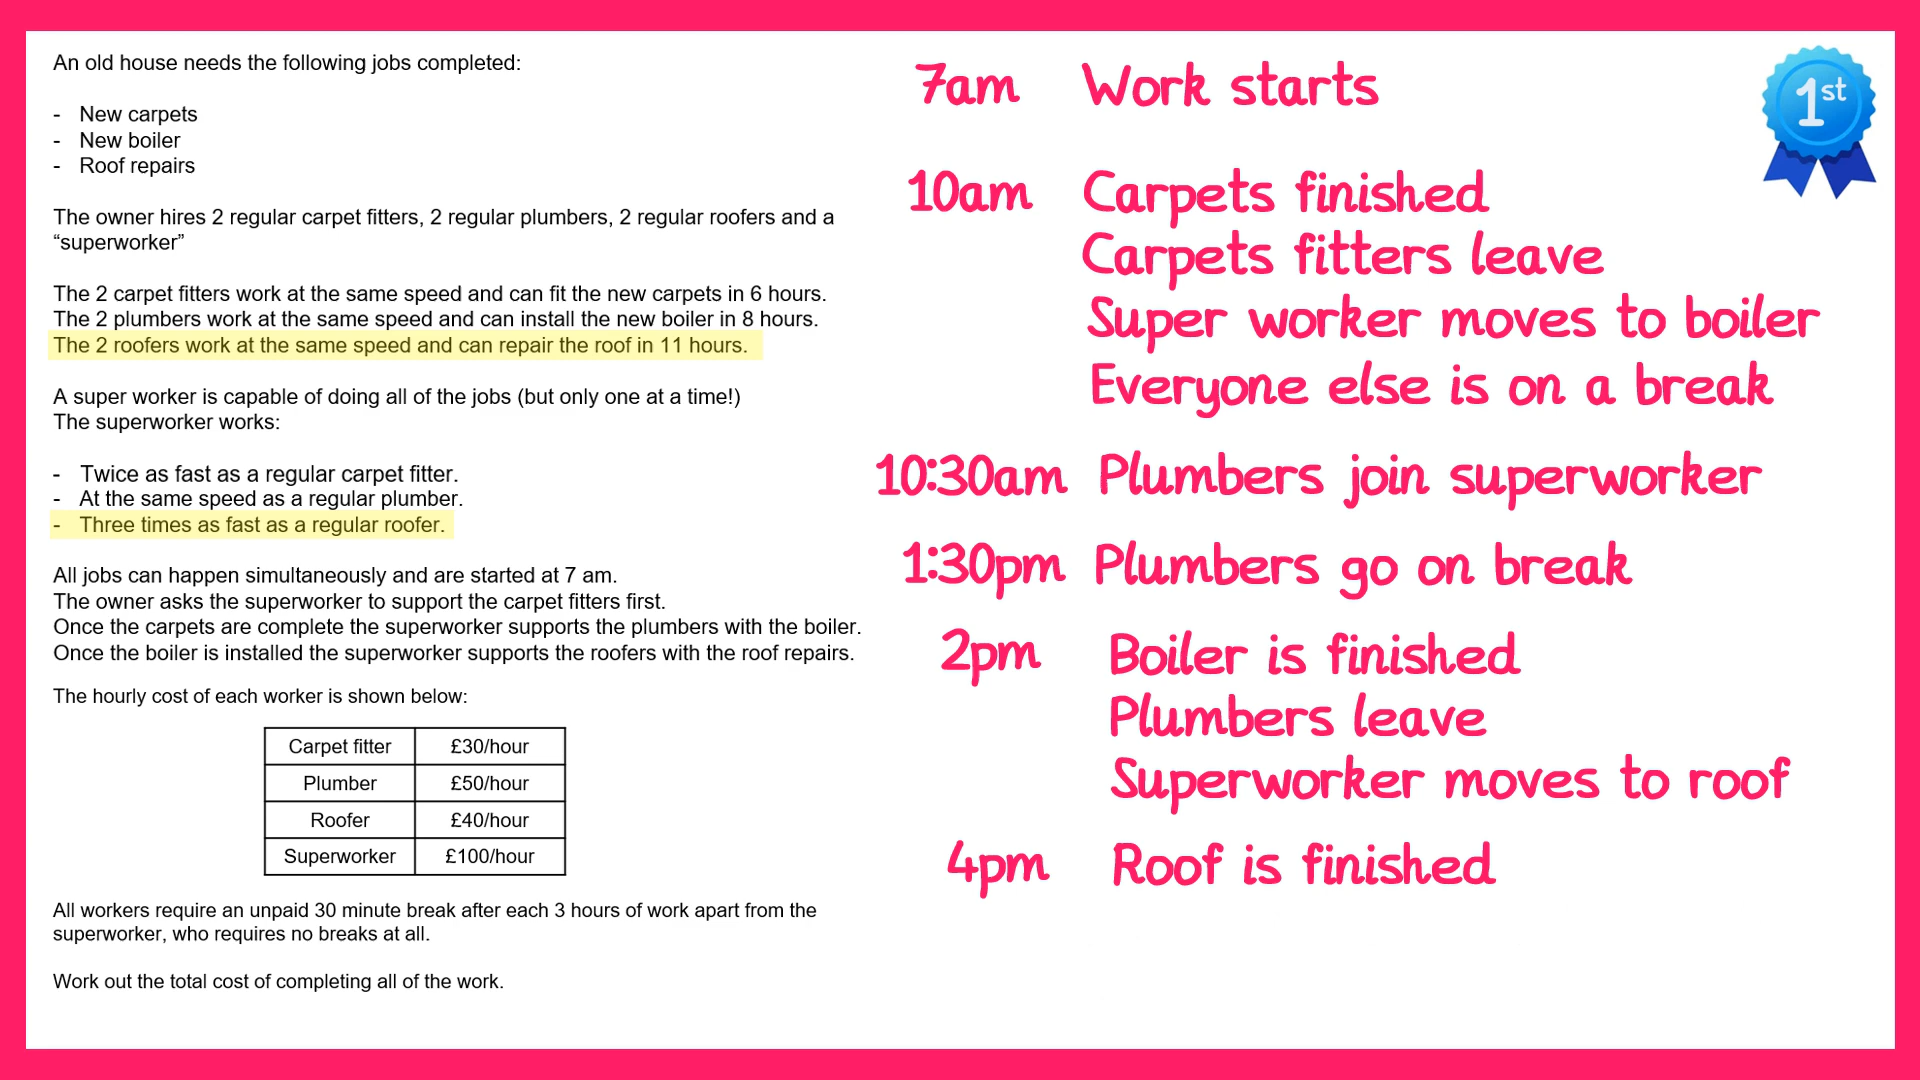 An old house needs the following jobs completed:
- New carpets
- New boiler
- Roof repairs
The owner hires 2 regular carpet fitters, 2 regular plumbers, 2 regular roofers and a
“superworker”
The 2 carpet fitters work at the same speed and can fit the new carpets in 6 hours.
The 2 plumbers work at the same speed and can install the new boiler in 8 hours.
The 2 roofers work at the same speed and can repair the roof in 11 hours.
A super worker is capable of doing all of the jobs (but only one at a time!)
The superworker works:
- Twice as fast as a regular carpet fitter.
- At the same speed as a regular plumber.
- Three times as fast as a regular roofer.
All jobs can happen simultaneously and are started at 7 am.
The owner asks the superworker to support the carpet fitters first.
Once the carpets are complete the superworker supports the plumbers with the boiler.
Once the boiler is installed the superworker supports the roofers with the roof repairs.
The hourly cost of each worker is shown below:
Carpet fitter £30/hour
Plumber £50/hour
Roofer £40/hour
Superworker £100/hour
All workers require an unpaid 30 minute break after each 3 hours of work apart from the
superworker, who requires no breaks at all.
Work out the total cost of completing all of the work.
7am Work starts
10am Carpets finished
Carpets fitters leave
Super worker moves to boiler
Everyone else is on a break
10:30am Plumbers join superworker
1:30pm Plumbers go on break
2pm Boiler is finished
Plumbers leave
Superworker moves to roof
4pm Roof is finished
1st